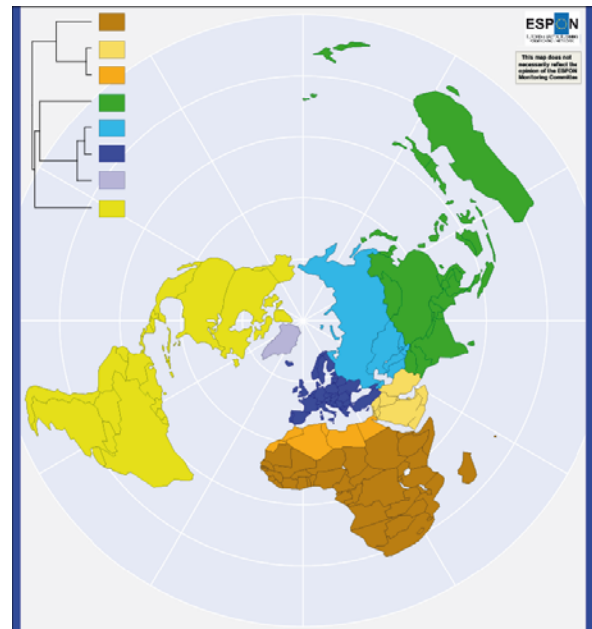 ESPON
This map does not
necessarily reflect the
opinion of the ESPON
Monitoring Committee